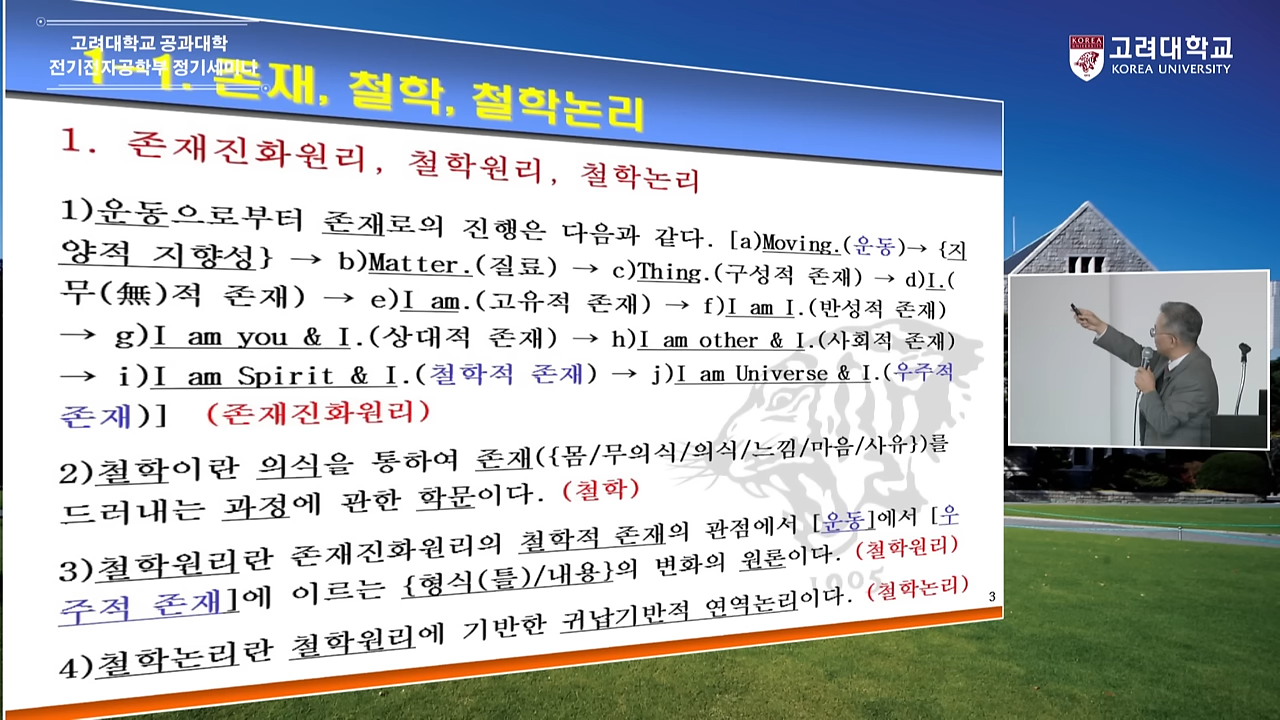 고려대학교 공과대학
전기전자공학부 정기세미나
KOREA UNIVERSITY
고려대학교
KOREA UNIVERSITY
1-1. 존재, 철학, 철학논리
1. 존재진화원리, 철학원리, 철학논리
1)운동으로부터 존재로의 진행은 다음과 같다. [a)Moving.(운동)→ {지
양적 지향성} → b)Matter.(질료) → c)Thing.(구성적 존재) → d)I.(
무(無)적 존재) → e)I am.(고유적 존재) → f)I am I.(반성적 존재)
→ g)I am you & I.(상대적 존재) → h)I am other & I.(사회적 존재)
→ i)I am Spirit & I.(철학적 존재) → j)I am Universe & I.(우주적
존재)] (존재진화원리)
2)철학이란 의식을 통하여 존재({몸/무의식/의식/느낌/마음/사유})를
드러내는 과정에 관한 학문이다. (철학)
3)철학원리란 존재진화원리의 철학적 존재의 관점에서 [운동]에서 [우
주적 존재]에 이르는 {형식(틀)/내용}의 변화의 원론이다. (철학원리)
4)철학논리란 철학원리에 기반한 귀납기반적 연역논리이다. (철학논리)
1905
3